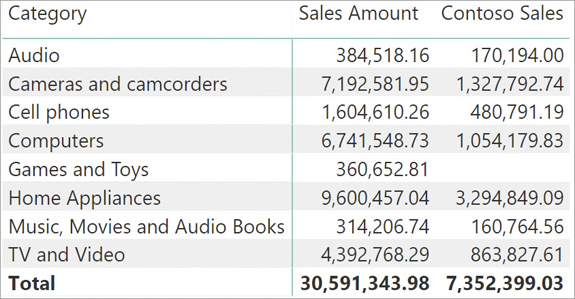 Category Sales Amount Contoso Sales
Audio 384,518.16 170,194.00
Cameras and camcorders 7,192,581.95 1,327,792.74
Cell phones 1,604,610.26 480,791.19
Computers 6,741,548.73 1,054,179.83
Games and Toys 360,652.81
Home Appliances 9,600,457.04 3,294,849.09
Music, Movies and Audio Books 314,206.74 160,764.56
TV and Video 4,392,768.29 863,827.61
Total 30,591,343.98 7,352,399.03